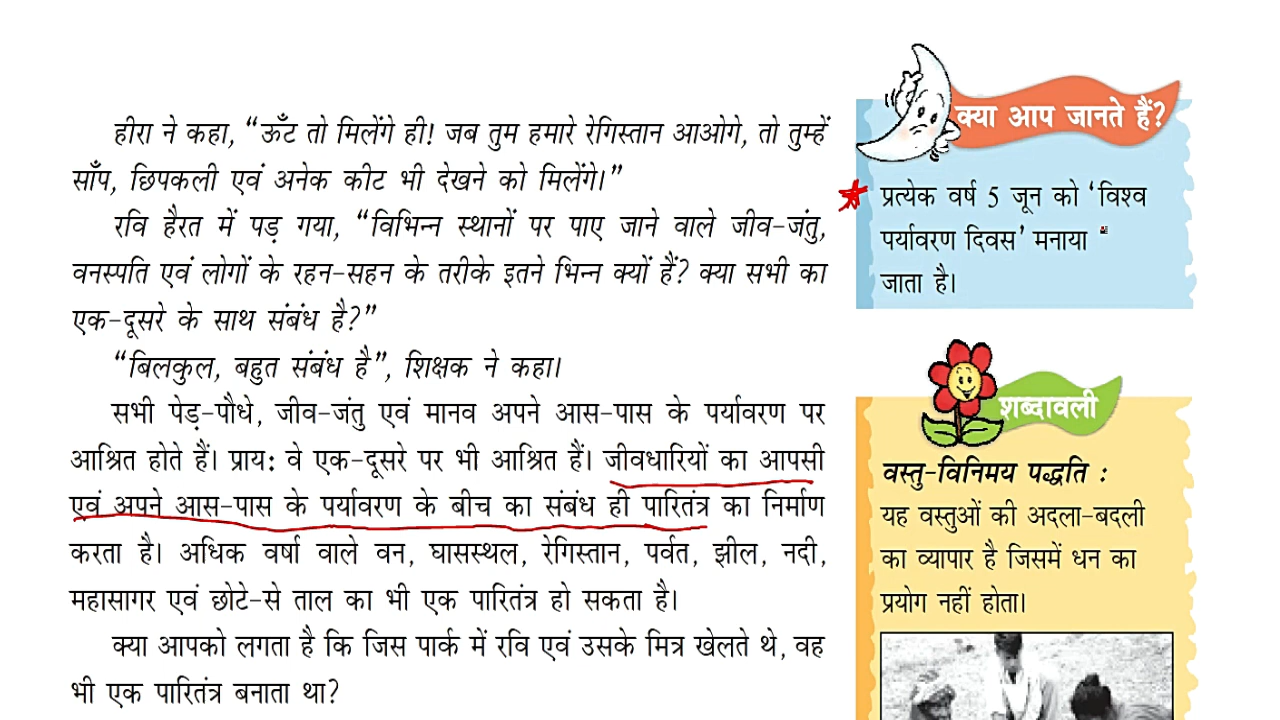 हीरा ने कहा, “ऊँट तो मिलेंगे ही! जब तुम हमारे रेगिस्तान आओगे, तो तुम्हें
साँप, छिपकली एवं अनेक कीट भी देखने को मिलेंगे।”
रवि हैरत में पड़ गया, “विभिन्न स्थानों पर पाए जाने वाले जीव-जंतु,
वनस्पति एवं लोगों के रहन-सहन के तरीके इतने भिन्न क्यों हैं? क्या सभी का
एक-दूसरे के साथ संबंध है?”
“बिलकुल, बहुत संबंध है”, शिक्षक ने कहा।
सभी पेड़-पौधे, जीव-जंतु एवं मानव अपने आस-पास के पर्यावरण पर
आश्रित होते हैं। प्राय: वे एक-दूसरे पर भी आश्रित हैं। जीवधारियों का आपसी
एवं अपने आस-पास के पर्यावरण के बीच का संबंध ही पारितंत्र का निर्माण
करता है। अधिक वर्षा वाले वन, घासस्थल, रेगिस्तान, पर्वत, झील, नदी,
महासागर एवं छोटे-से ताल का भी एक पारितंत्र हो सकता है।
क्या आपको लगता है कि जिस पार्क में रवि एवं उसके मित्र खेलते थे, वह
भी एक पारितंत्र बनाता था?
क्या आप जानते हैं?
प्रत्येक वर्ष 5 जून को ‘विश्व
पर्यावरण दिवस’ मनाया
जाता है।
शब्दावली
वस्तु-विनिमय पद्धति :
यह वस्तुओं की अदला-बदली
का व्यापार है जिसमें धन का
प्रयोग नहीं होता।